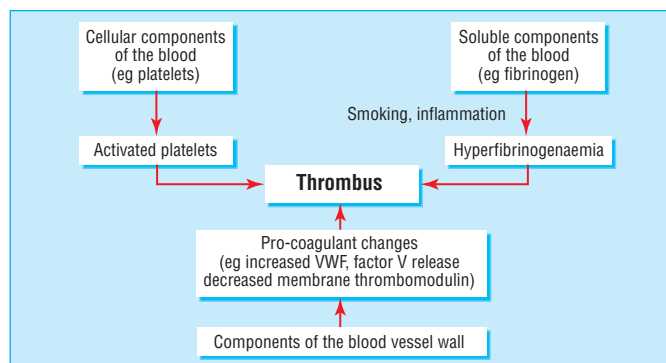 Cellular components
of the blood
(eg platelets)
Soluble components
of the blood
(eg fibrinogen)
Smoking, inflammation
Activated platelets
Hyperfibrinogenaemia
Thrombus
Pro-coagulant changes
(eg increased VWF, factor V release
decreased membrane thrombomodulin)
Components of the blood vessel wall